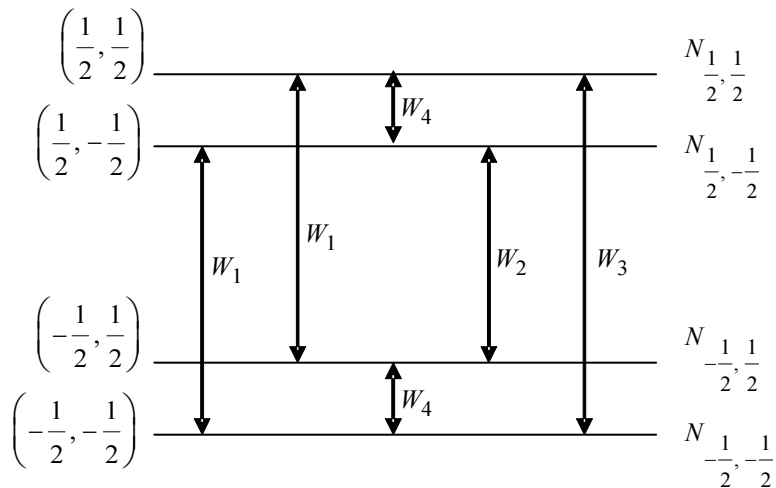 (1/2, 1/2)
N_{1/2, 1/2}
W_4
(1/2, -1/2)
N_{1/2, -1/2}
W_1
W_1
W_2
W_3
(-1/2, 1/2)
N_{-1/2, 1/2}
W_4
(-1/2, -1/2)
N_{-1/2, -1/2}